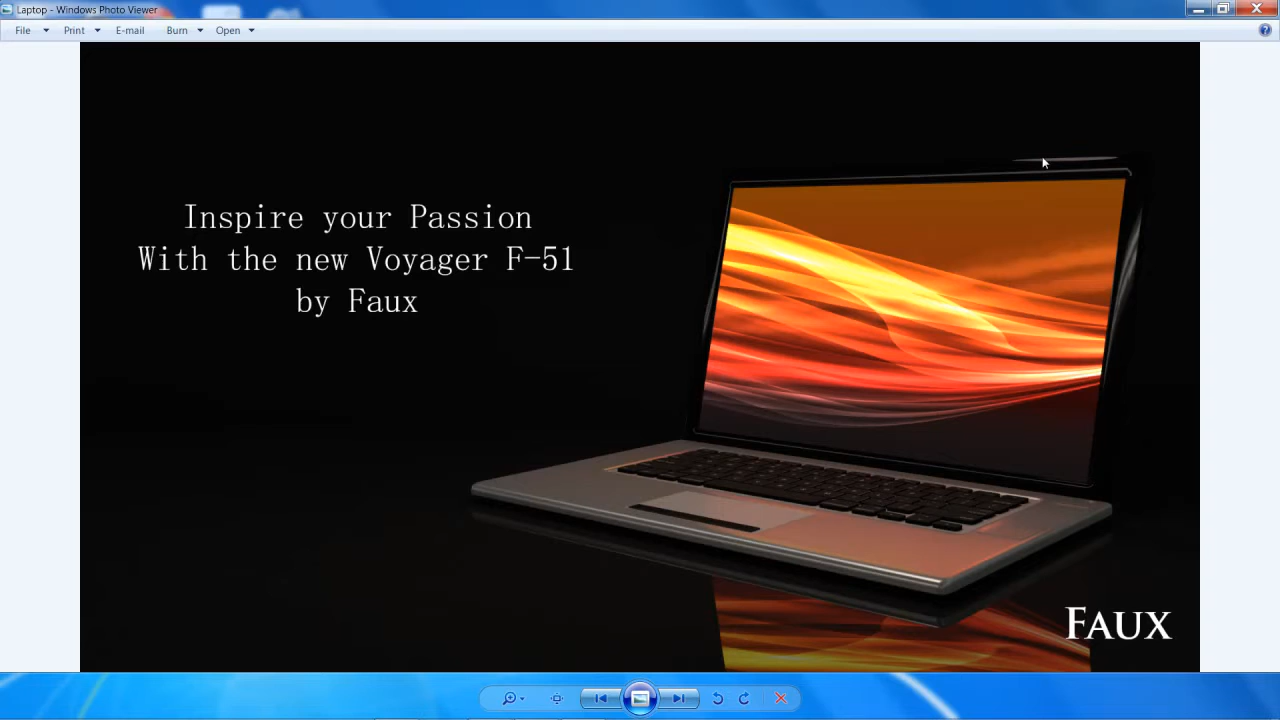 Laptop - Windows Photo Viewer
File Print E-mail Burn Open
Inspire your Passion
With the new Voyager F-51
by Faux
FAUX